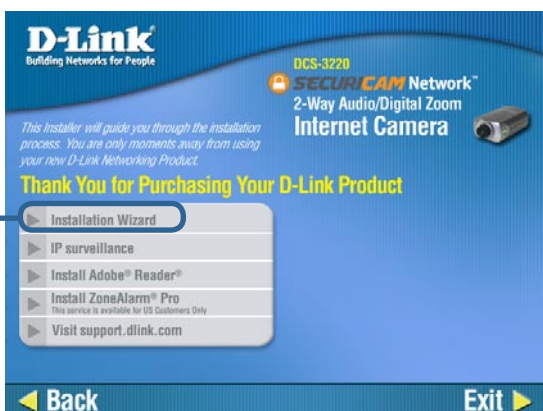 D-Link®
Building Networks for People
DCS-3220
SECURICAM Network™
2-Way Audio/Digital Zoom
Internet Camera
This Installer will guide you through the installation
process. You are only moments away from using
your new D-Link Networking Product.
Thank You for Purchasing Your D-Link Product
Installation Wizard
IP surveillance
Install Adobe® Reader®
Install ZoneAlarm® Pro
This service is available for US Customers Only
Visit support.dlink.com
Back
Exit